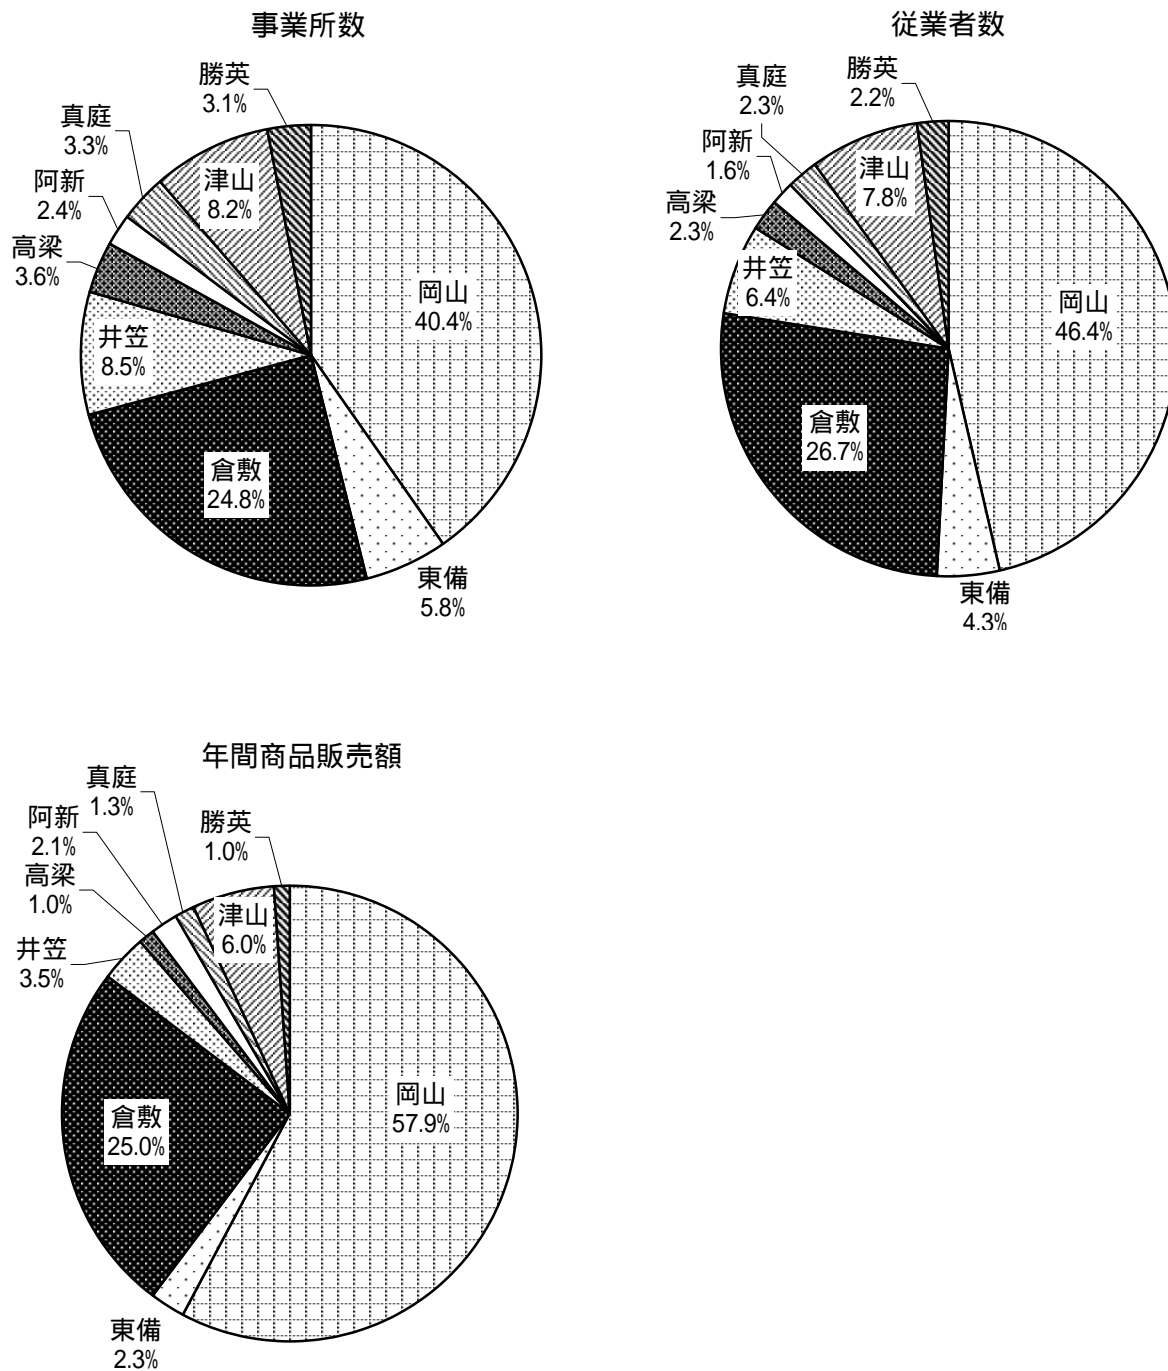 事業所数
勝英
3.1%
真庭
3.3%
阿新
2.4%
高梁
3.6%
津山
8.2%
岡山
40.4%
井笠
8.5%
倉敷
24.8%
東備
5.8%
従業者数
勝英
2.2%
真庭
2.3%
阿新
1.6%
高梁
2.3%
津山
7.8%
井笠
6.4%
岡山
46.4%
倉敷
26.7%
東備
4.3%
年間商品販売額
真庭
1.3%
阿新
2.1%
勝英
1.0%
高梁
1.0%
津山
6.0%
井笠
3.5%
岡山
57.9%
倉敷
25.0%
東備
2.3%